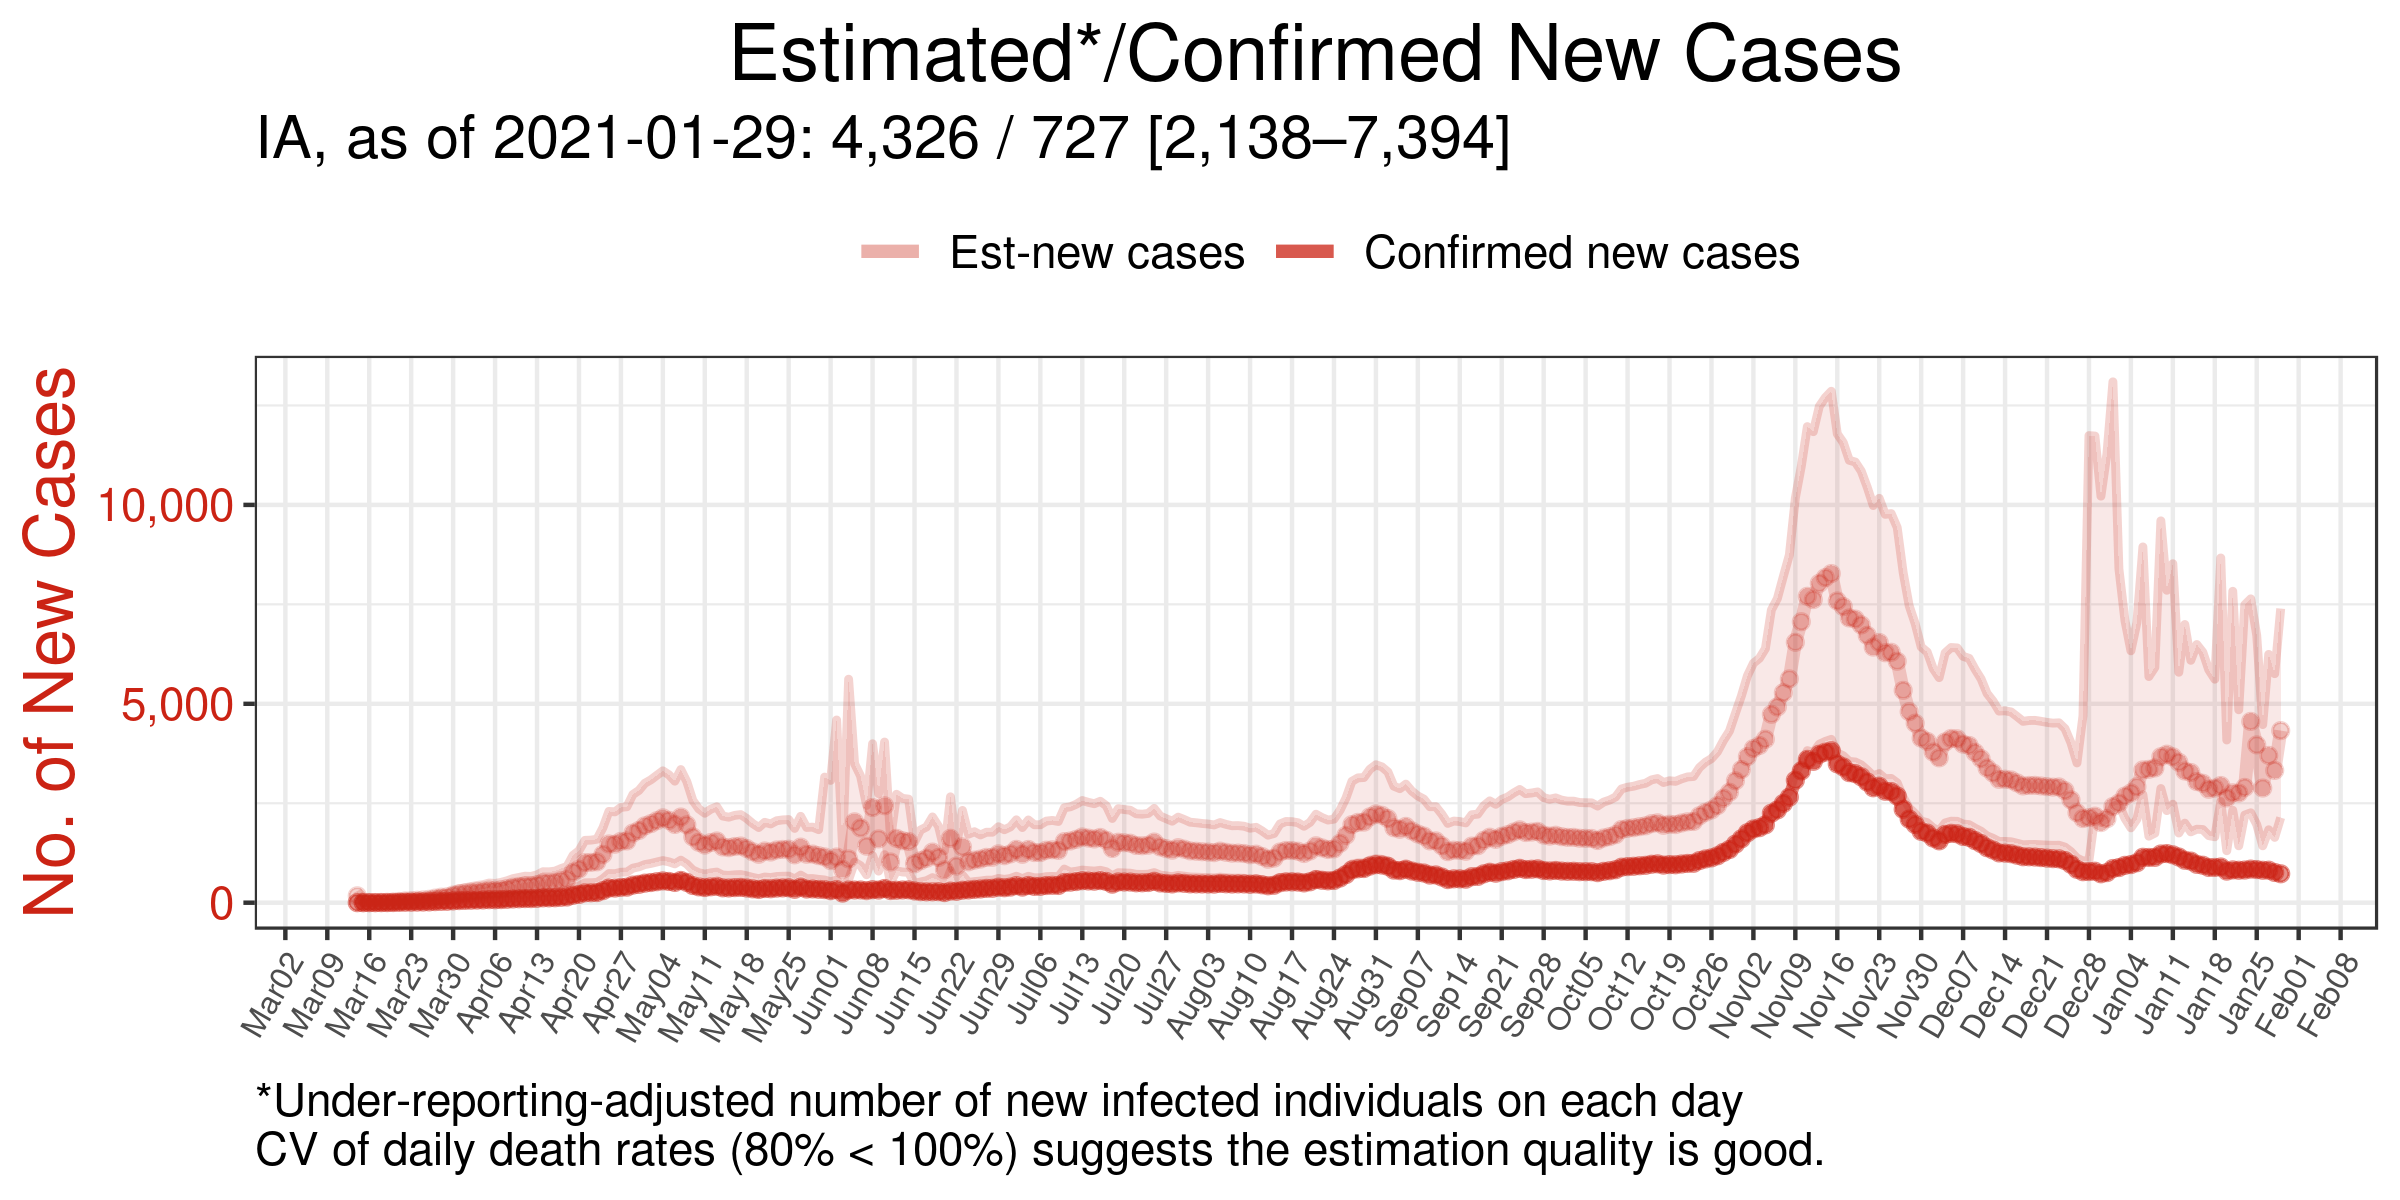 Estimated*/Confirmed New Cases
IA, as of 2021-01-29: 4,326 / 727 [2,138–7,394]
Est-new cases
Confirmed new cases
No. of New Cases
10,000
5,000
0
Mar02
Mar09
Mar16
Mar23
Mar30
Apr06
Apr13
Apr20
Apr27
May04
May11
May18
May25
Jun01
Jun08
Jun15
Jun22
Jun29
Jul06
Jul13
Jul20
Jul27
Aug03
Aug10
Aug17
Aug24
Aug31
Sep07
Sep14
Sep21
Sep28
Oct05
Oct12
Oct19
Oct26
Nov02
Nov09
Nov16
Nov23
Nov30
Dec07
Dec14
Dec21
Dec28
Jan04
Jan11
Jan18
Jan25
Feb01
Feb08
*Under-reporting-adjusted number of new infected individuals on each day
CV of daily death rates (80% < 100%) suggests the estimation quality is good.